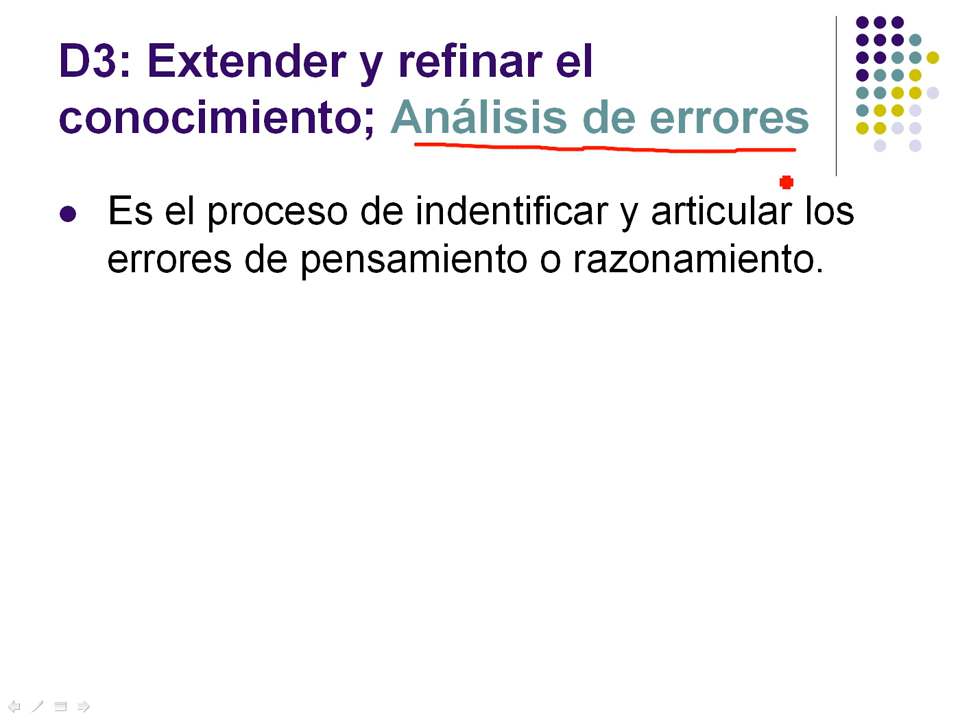 D3: Extender y refinar el
conocimiento; Análisis de errores
Es el proceso de indentificar y articular los
errores de pensamiento o razonamiento.